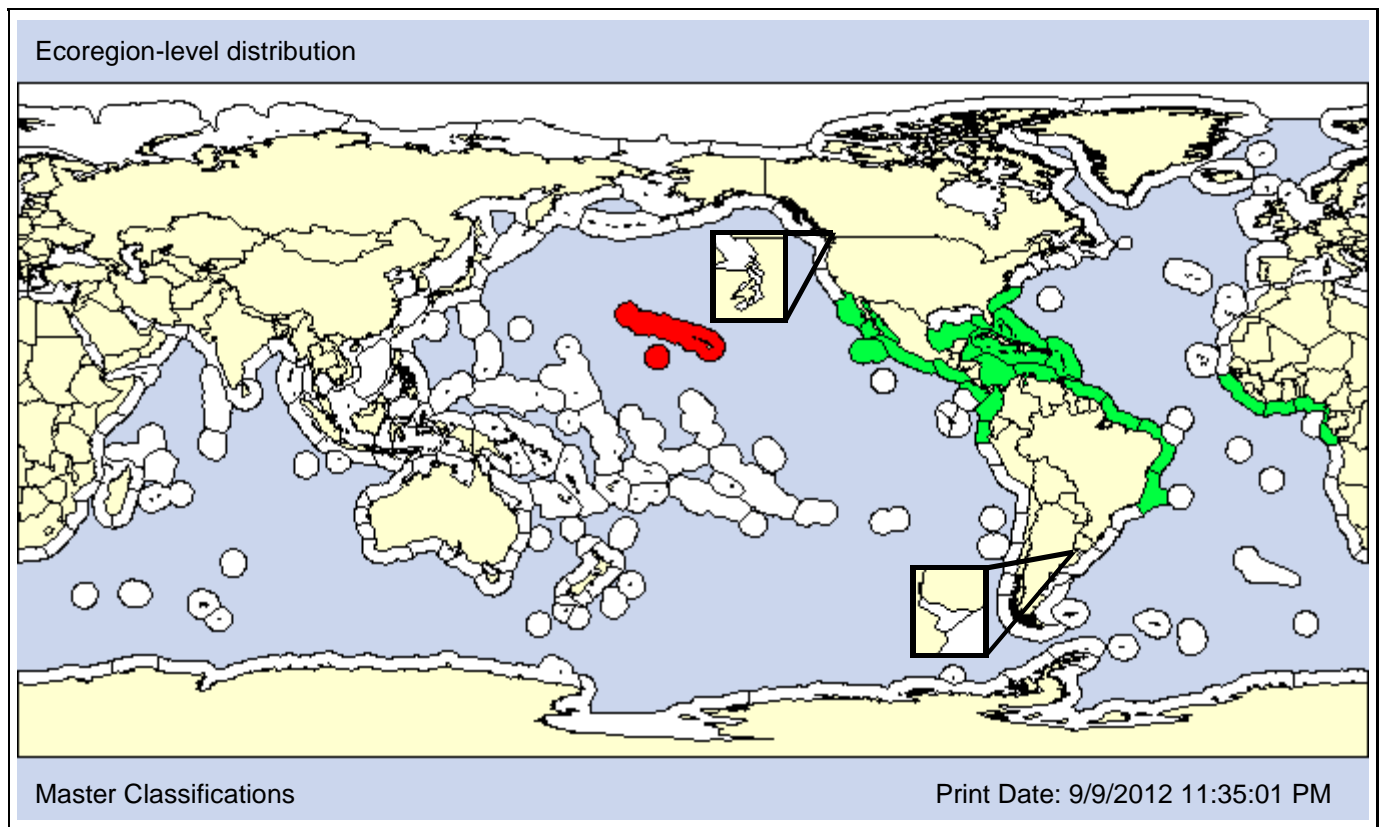 Ecoregion-level distribution
Master Classifications
Print Date: 9/9/2012 11:35:01 PM